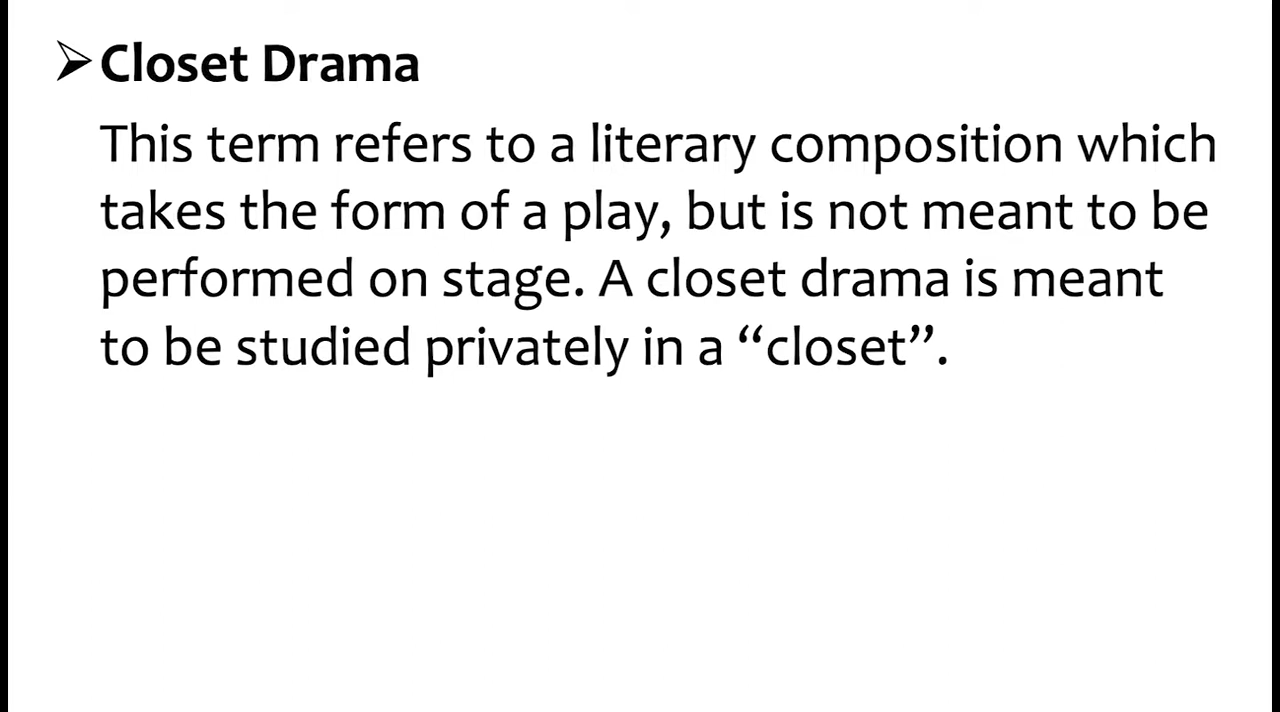 ➢ Closet Drama
This term refers to a literary composition which
takes the form of a play, but is not meant to be
performed on stage. A closet drama is meant
to be studied privately in a “closet”.